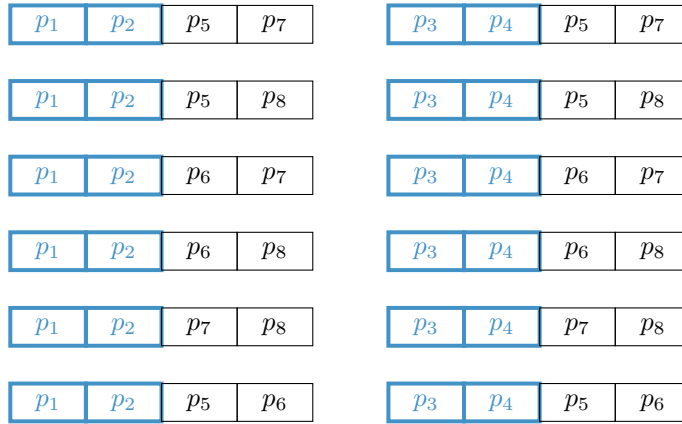 p₁ p₂ p₅ p₇ p₃ p₄ p₅ p₇
p₁ p₂ p₅ p₈ p₃ p₄ p₅ p₈
p₁ p₂ p₆ p₇ p₃ p₄ p₆ p₇
p₁ p₂ p₆ p₈ p₃ p₄ p₆ p₈
p₁ p₂ p₇ p₈ p₃ p₄ p₇ p₈
p₁ p₂ p₅ p₆ p₃ p₄ p₅ p₆